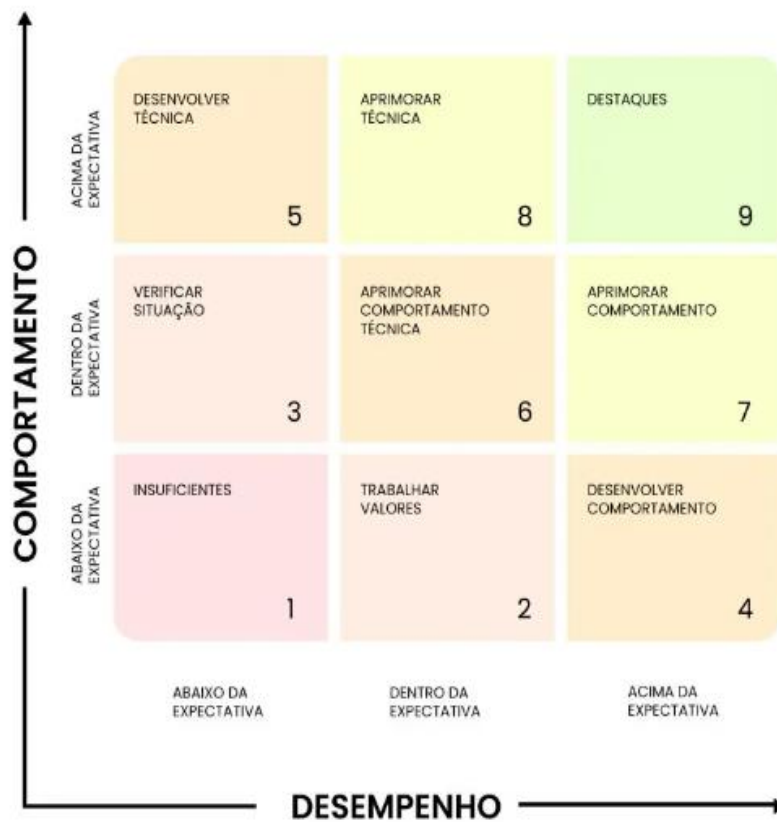 COMPORTAMENTO
ACIMA DA
EXPECTATIVA
DESENVOLVER
TÉCNICA
5
APRIMORAR
TÉCNICA
8
DESTAQUES
9
DENTRO DA
EXPECTATIVA
VERIFICAR
SITUAÇÃO
3
APRIMORAR
COMPORTAMENTO
TÉCNICA
6
APRIMORAR
COMPORTAMENTO
7
ABAIXO DA
EXPECTATIVA
INSUFICIENTES
1
TRABALHAR
VALORES
2
DESENVOLVER
COMPORTAMENTO
4
ABAIXO DA
EXPECTATIVA
DENTRO DA
EXPECTATIVA
ACIMA DA
EXPECTATIVA
DESEMPENHO